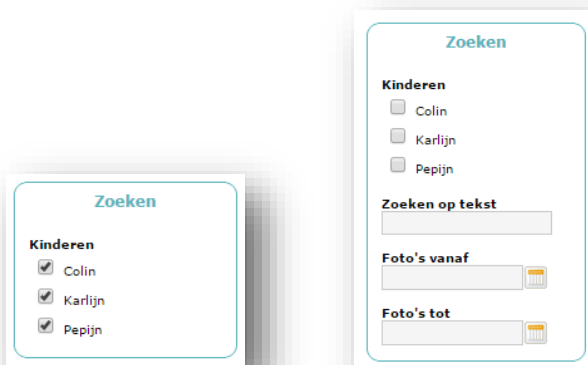 Zoeken
Kinderen
Colin
Karlijn
Pepijn
Zoeken
Kinderen
Colin
Karlijn
Pepijn
Zoeken op tekst
Foto's vanaf
Foto's tot